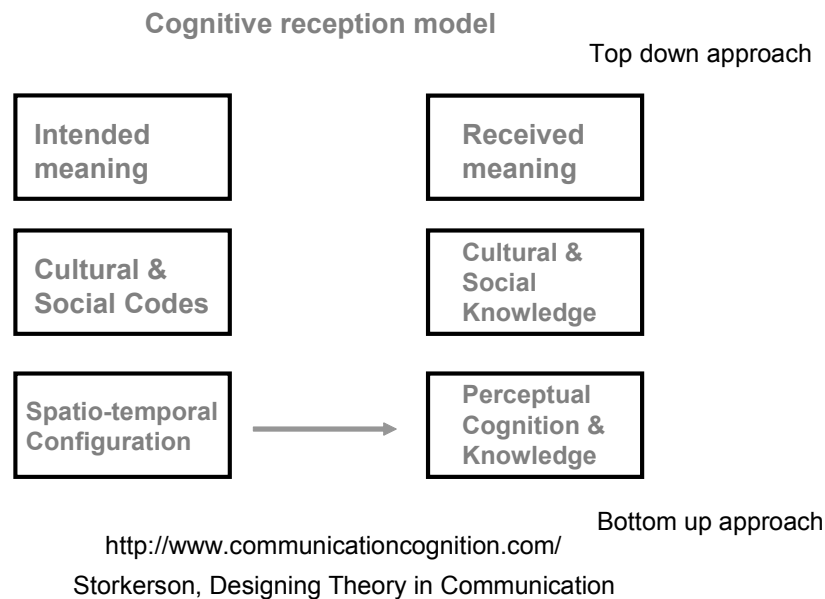 Cognitive reception model
Top down approach
Intended
meaning
Received
meaning
Cultural &
Social Codes
Cultural &
Social
Knowledge
Spatio-temporal
Configuration
Perceptual
Cognition &
Knowledge
Bottom up approach
http://www.communicationcognition.com/
Storkerson, Designing Theory in Communication